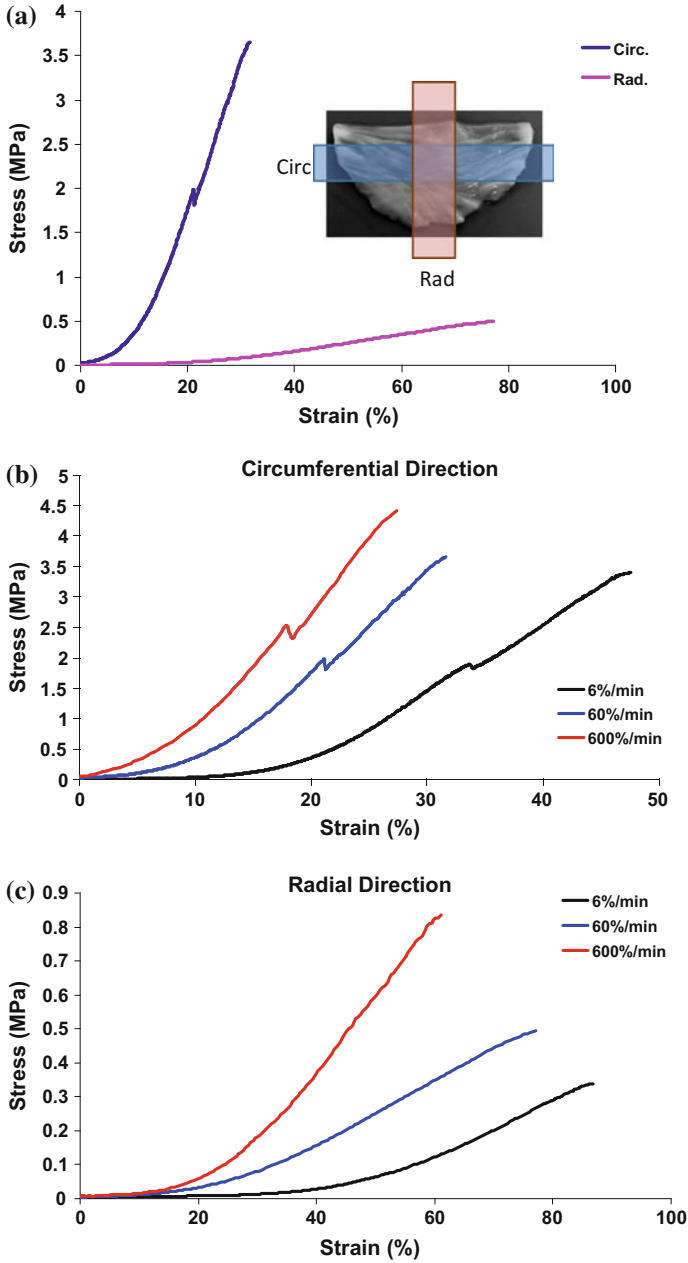 (a)
4
3.5
3
2.5
2
1.5
1
0.5
0
Stress (MPa)
0 20 40 60 80 100
Strain (%)
Circ.
Rad.
Circ
Rad
(b)
Circumferential Direction
5
4.5
4
3.5
3
2.5
2
1.5
1
0.5
0
Stress (MPa)
0 10 20 30 40 50
Strain (%)
6%/min
60%/min
600%/min
(c)
Radial Direction
0.9
0.8
0.7
0.6
0.5
0.4
0.3
0.2
0.1
0
Stress (MPa)
0 20 40 60 80 100
Strain (%)
6%/min
60%/min
600%/min